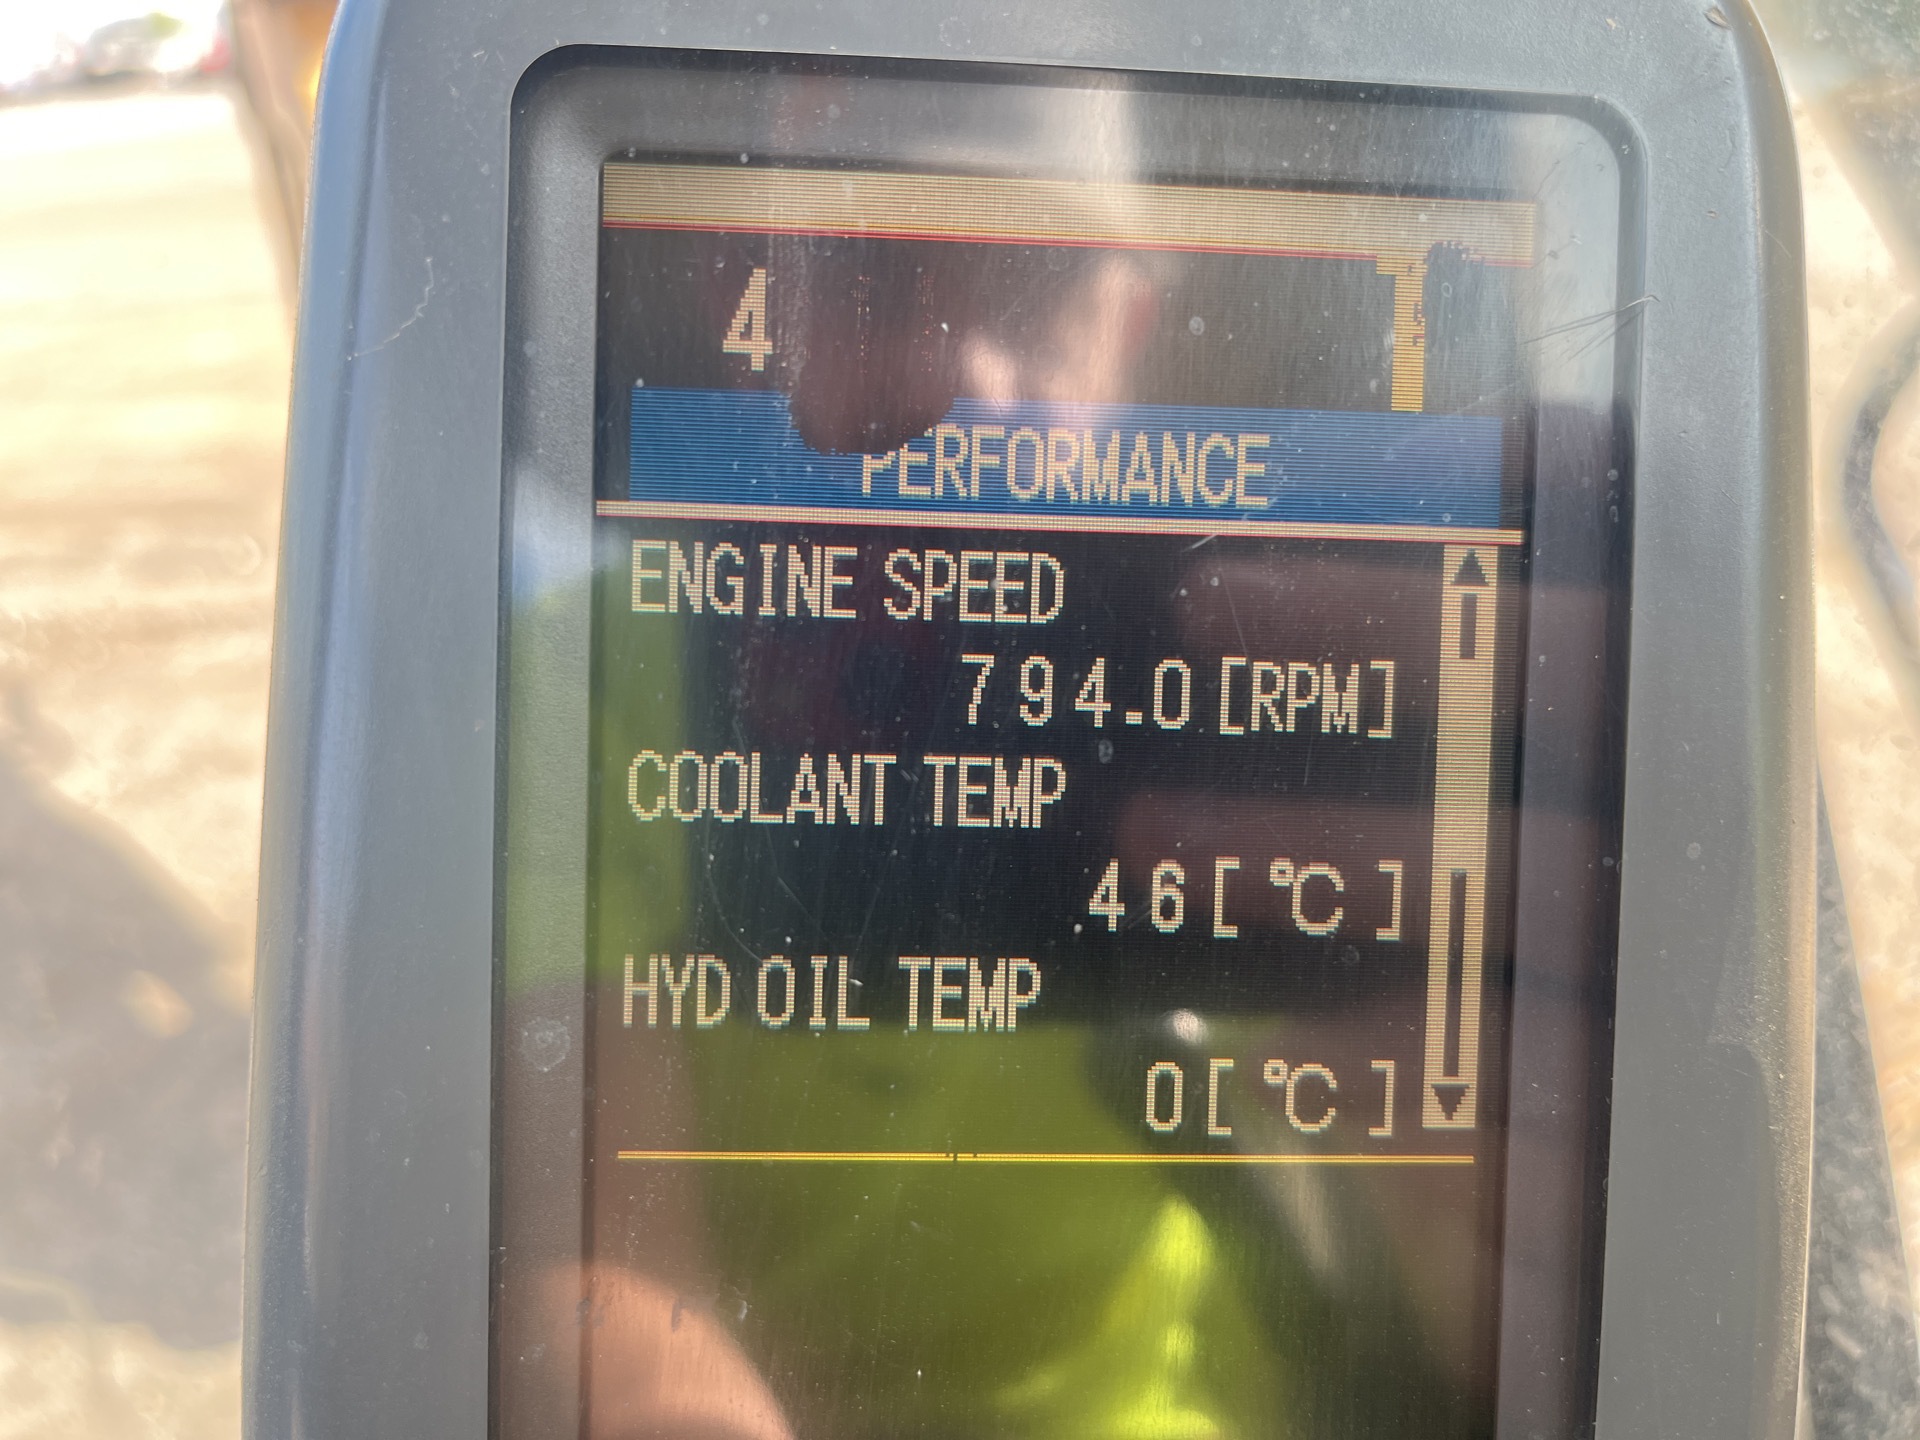 4
PERFORMANCE
ENGINE SPEED
794.0[RPM]
COOLANT TEMP
46[ ℃ ]
HYD OIL TEMP
0[ ℃ ]